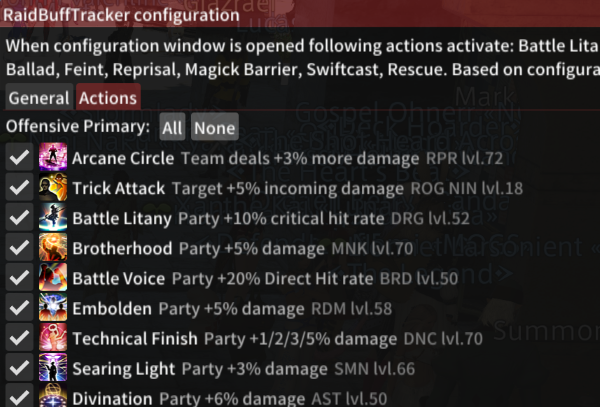 RaidBuffTracker configuration
When configuration window is opened following actions activate: Battle Lita
Ballad, Feint, Reprisal, Magick Barrier, Swiftcast, Rescue. Based on configura
General Actions
Offensive Primary: All None
Arcane Circle Team deals +3% more damage RPR lvl.72
Trick Attack Target +5% incoming damage ROG NIN lvl.18
Battle Litany Party +10% critical hit rate DRG lvl.52
Brotherhood Party +5% damage MNK lvl.70
Battle Voice Party +20% Direct Hit rate BRD lvl.50
Embolden Party +5% damage RDM lvl.58
Technical Finish Party +1/2/3/5% damage DNC lvl.70
Searing Light Party +3% damage SMN lvl.66
Divination Party +6% damage AST lvl.50
Mark
Summo